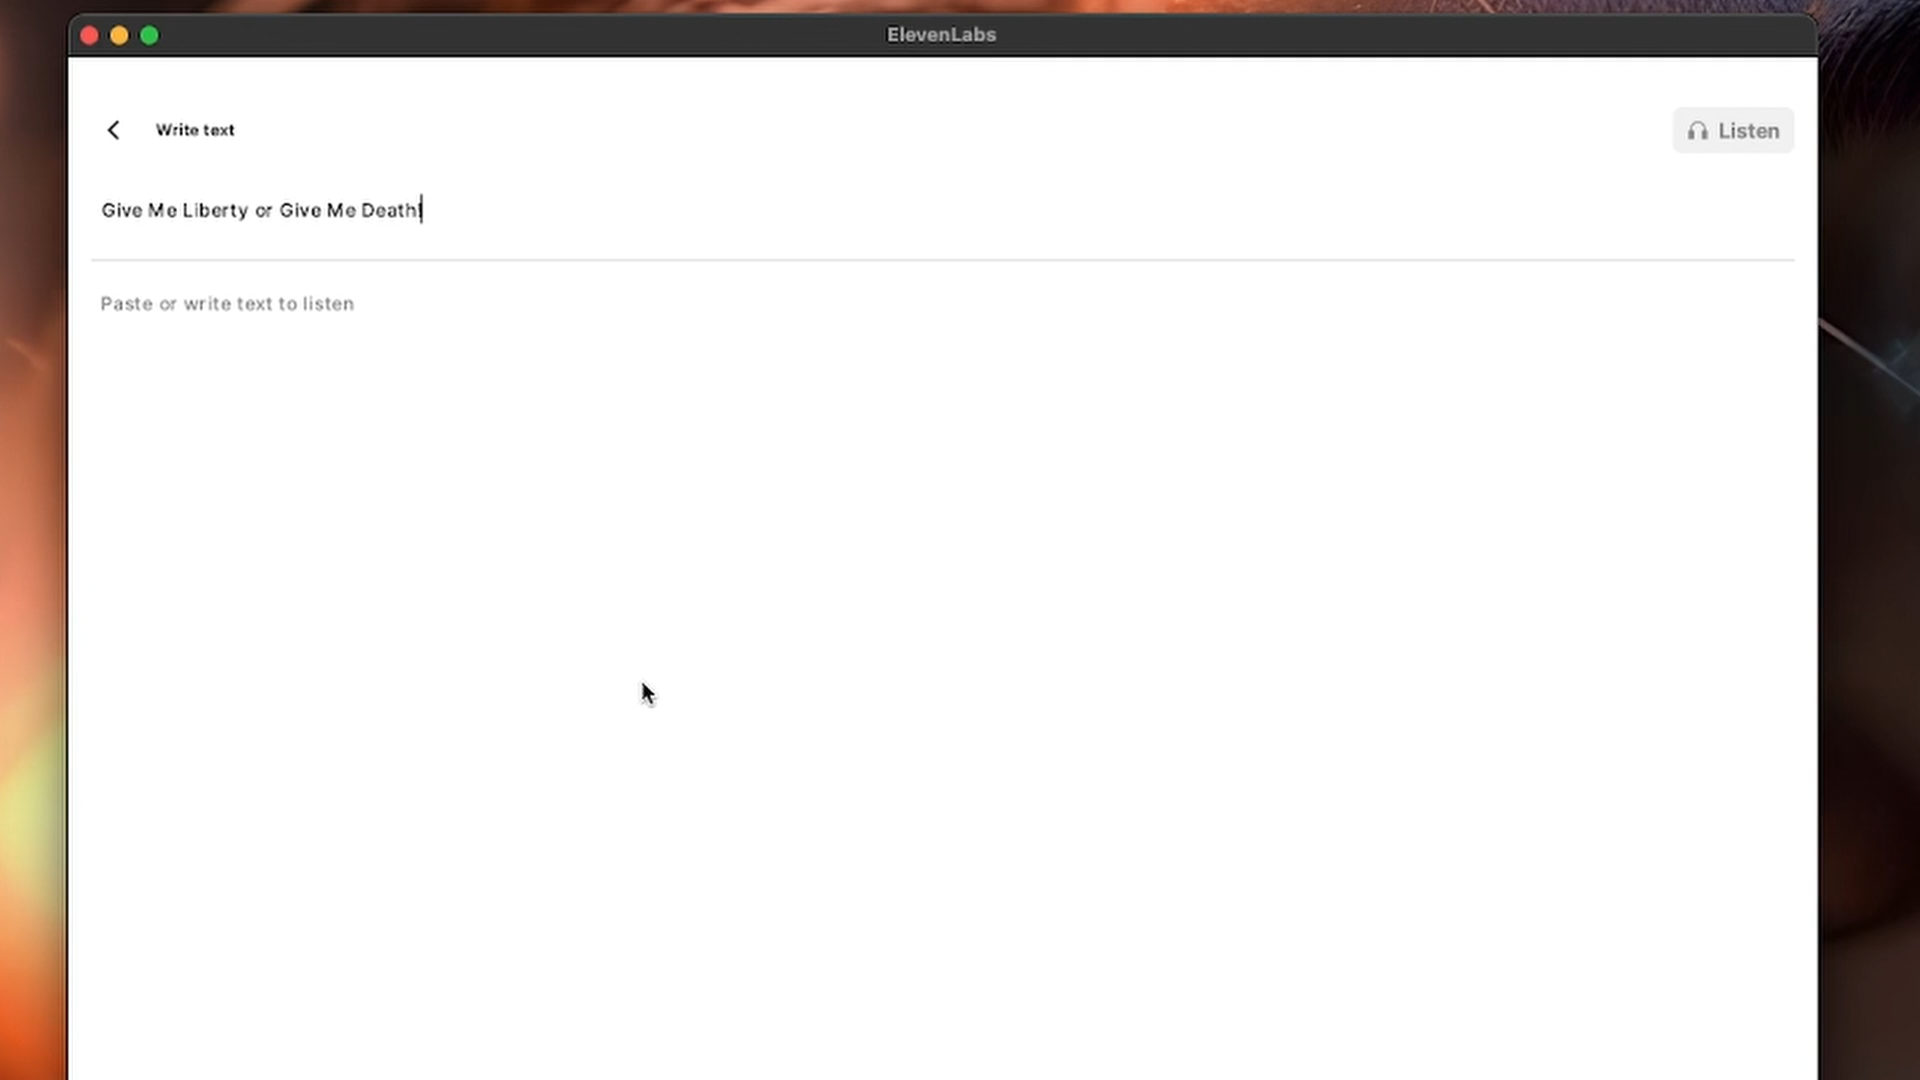 ElevenLabs
Write text
Listen
Give Me Liberty or Give Me Death!
Paste or write text to listen